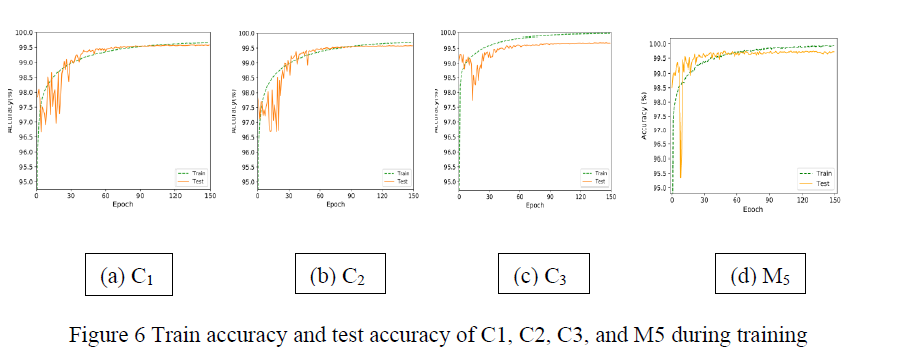 100.0
99.5
99.0
98.5
98.0
97.5
97.0
96.5
96.0
95.5
95.0
0 30 60 90 120 150
Epoch
Train
Test
100.0
99.5
99.0
98.5
98.0
97.5
97.0
96.5
96.0
95.5
95.0
0 30 60 90 120 150
Epoch
Train
Test
100.0
99.5
99.0
98.5
98.0
97.5
97.0
96.5
96.0
95.5
95.0
0 30 60 90 120 150
Epoch
Train
Test
Accuracy (%)
100.0
99.5
99.0
98.5
98.0
97.5
97.0
96.5
96.0
95.5
95.0
0 30 60 90 120 150
Epoch
Train
Test
(a) C1
(b) C2
(c) C3
(d) M5
Figure 6 Train accuracy and test accuracy of C1, C2, C3, and M5 during training